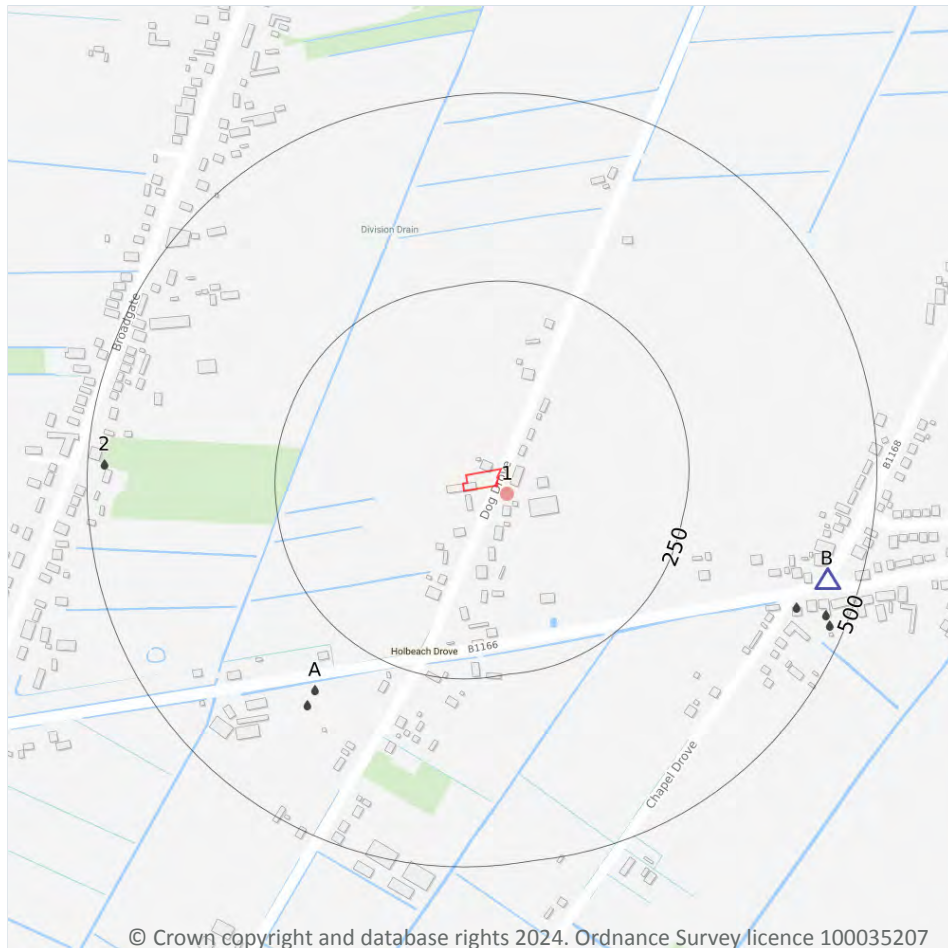 Division Drain
Broadgate
2
1
Dog Drove
B1168
250
B
500
Holbeach Drove
B1166
A
Chapel Drove
© Crown copyright and database rights 2024. Ordnance Survey licence 100035207